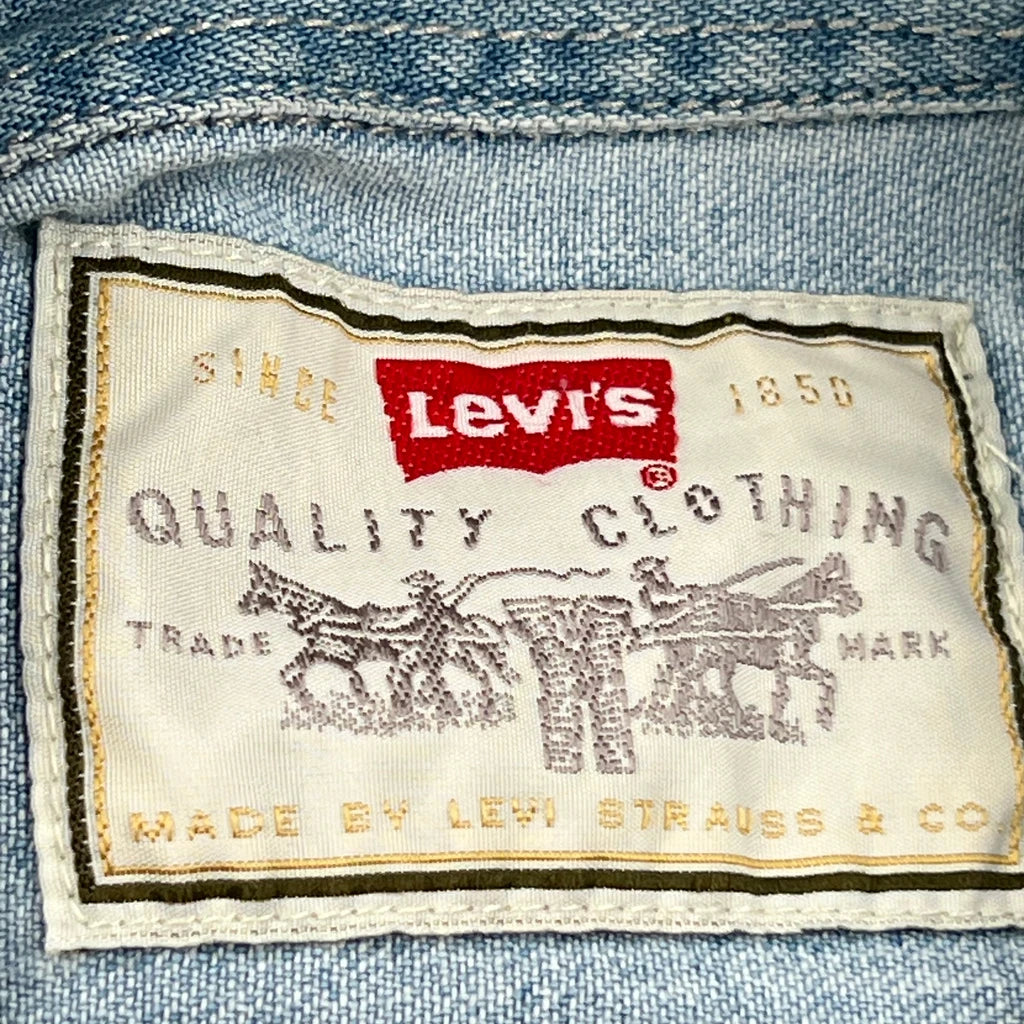 SINCE Levi's ® 1850
QUALITY CLOTHING
TRADE MARK
MADE BY LEVI STRAUSS & CO